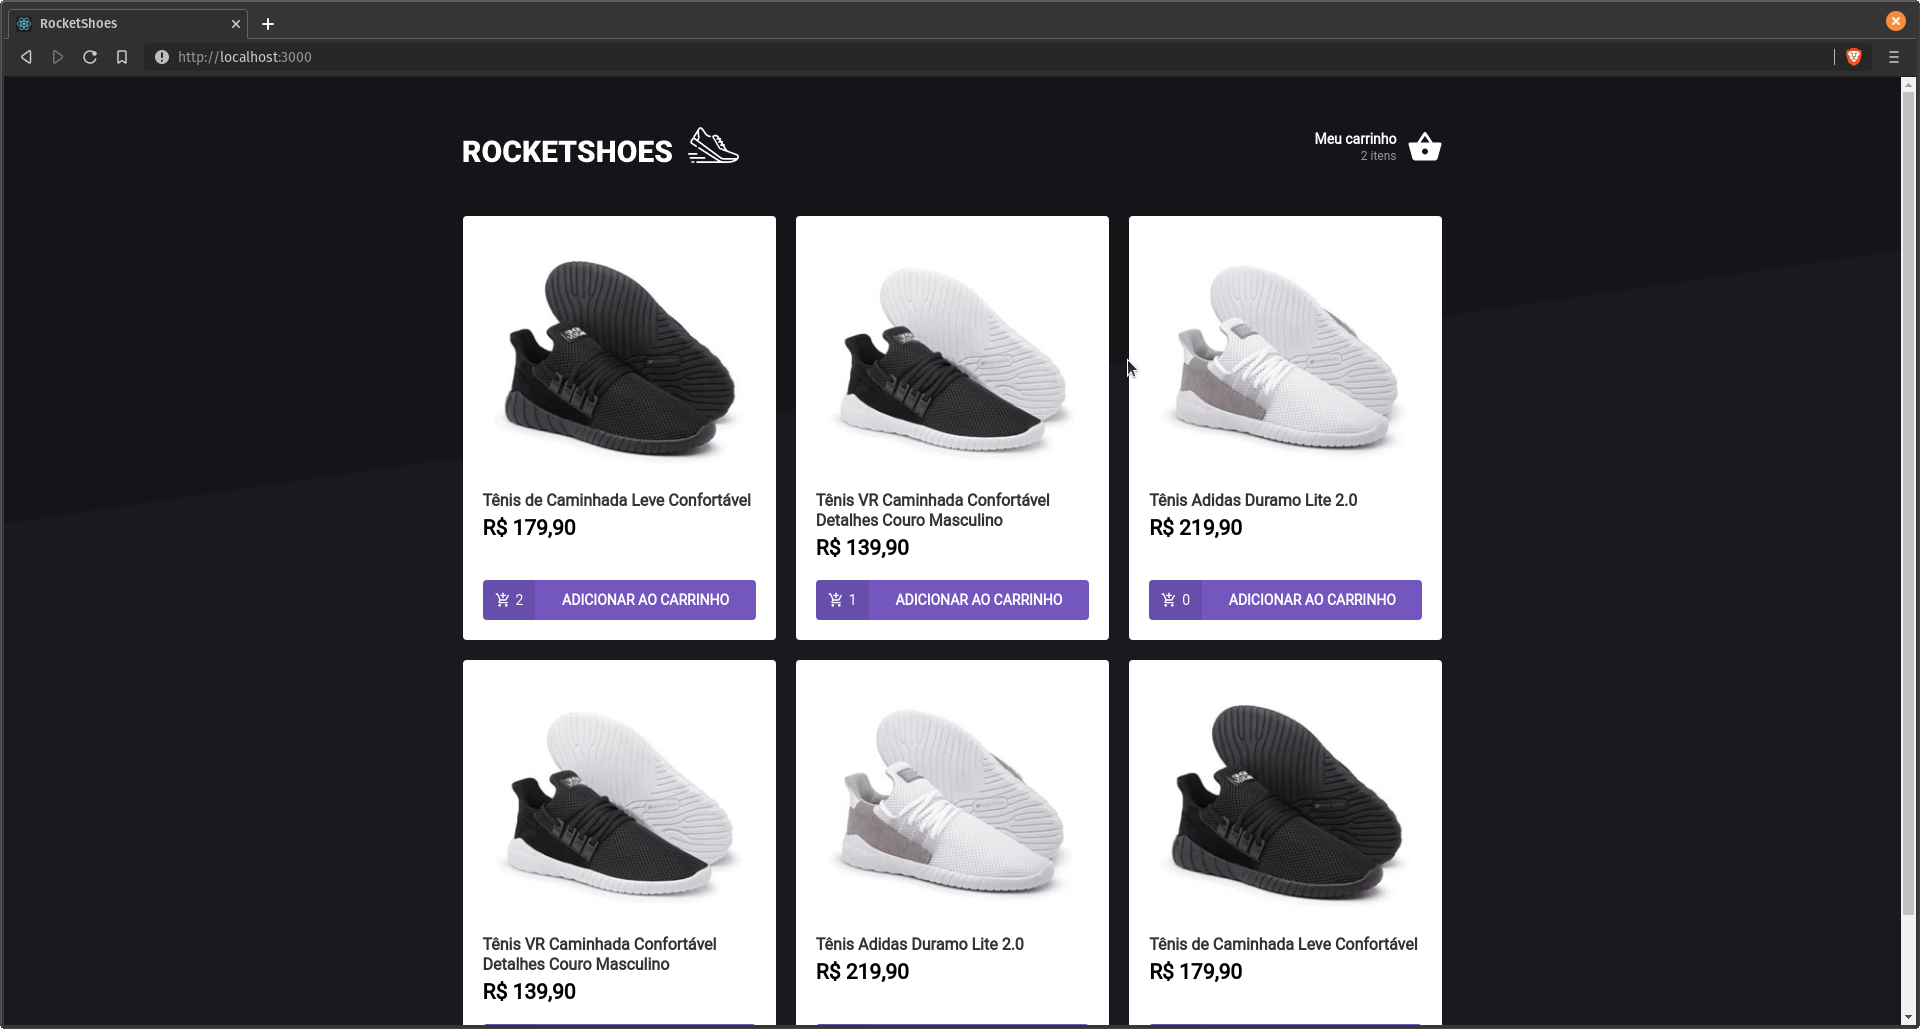 RocketShoes
http://localhost:3000
ROCKETSHOES
Meu carrinho
2 itens
Tênis de Caminhada Leve Confortável
R$ 179,90
2 ADICIONAR AO CARRINHO
Tênis VR Caminhada Confortável
Detalhes Couro Masculino
R$ 139,90
1 ADICIONAR AO CARRINHO
Tênis Adidas Duramo Lite 2.0
R$ 219,90
0 ADICIONAR AO CARRINHO
Tênis VR Caminhada Confortável
Detalhes Couro Masculino
R$ 139,90
Tênis Adidas Duramo Lite 2.0
R$ 219,90
Tênis de Caminhada Leve Confortável
R$ 179,90